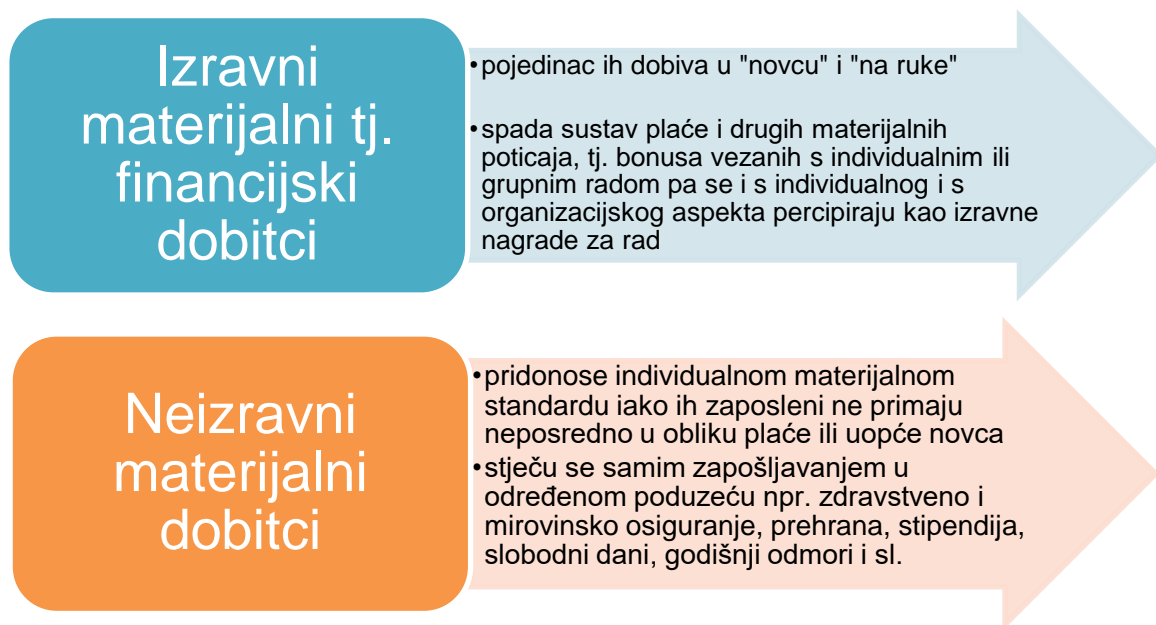 Izravni
materijalni tj.
financijski
dobitci
•pojedinac ih dobiva u "novcu" i "na ruke"
•spada sustav plaće i drugih materijalnih
poticaja, tj. bonusa vezanih s individualnim ili
grupnim radom pa se i s individualnog i s
organizacijskog aspekta percipiraju kao izravne
nagrade za rad
Neizravni
materijalni
dobitci
•pridonose individualnom materijalnom
standardu iako ih zaposleni ne primaju
neposredno u obliku plaće ili uopće novca
•stječu se samim zapošljavanjem u
određenom poduzeću npr. zdravstveno i
mirovinsko osiguranje, prehrana, stipendija,
slobodni dani, godišnji odmori i sl.